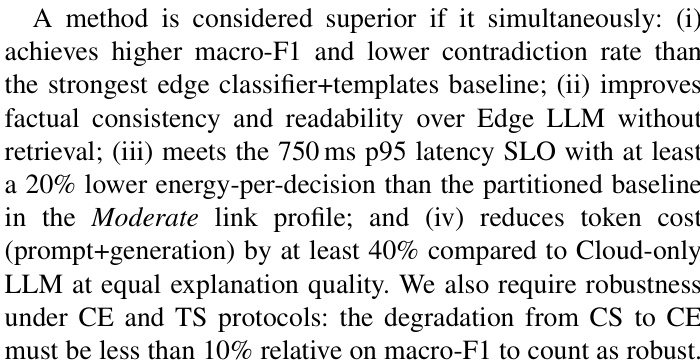 A method is considered superior if it simultaneously: (i)
achieves higher macro-F1 and lower contradiction rate than
the strongest edge classifier+templates baseline; (ii) improves
factual consistency and readability over Edge LLM without
retrieval; (iii) meets the 750 ms p95 latency SLO with at least
a 20% lower energy-per-decision than the partitioned baseline
in the Moderate link profile; and (iv) reduces token cost
(prompt+generation) by at least 40% compared to Cloud-only
LLM at equal explanation quality. We also require robustness
under CE and TS protocols: the degradation from CS to CE
must be less than 10% relative on macro-F1 to count as robust.